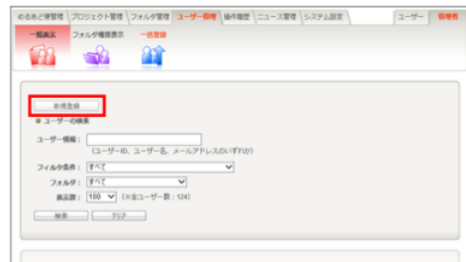 めるあど便管理 プロジェクト管理 フォルダ管理 ユーザー管理 操作履歴 ニュース管理 システム設定 ユーザー 管理者
一覧表示 フォルダ権限表示 一括登録
新規登録
ユーザーの検索
ユーザー情報：
(ユーザーID、ユーザー名、メールアドレスのいずれか)
フィルタ条件： すべて
フォルダ： すべて
表示数： 100 (※全ユーザー数：124)
検索 クリア